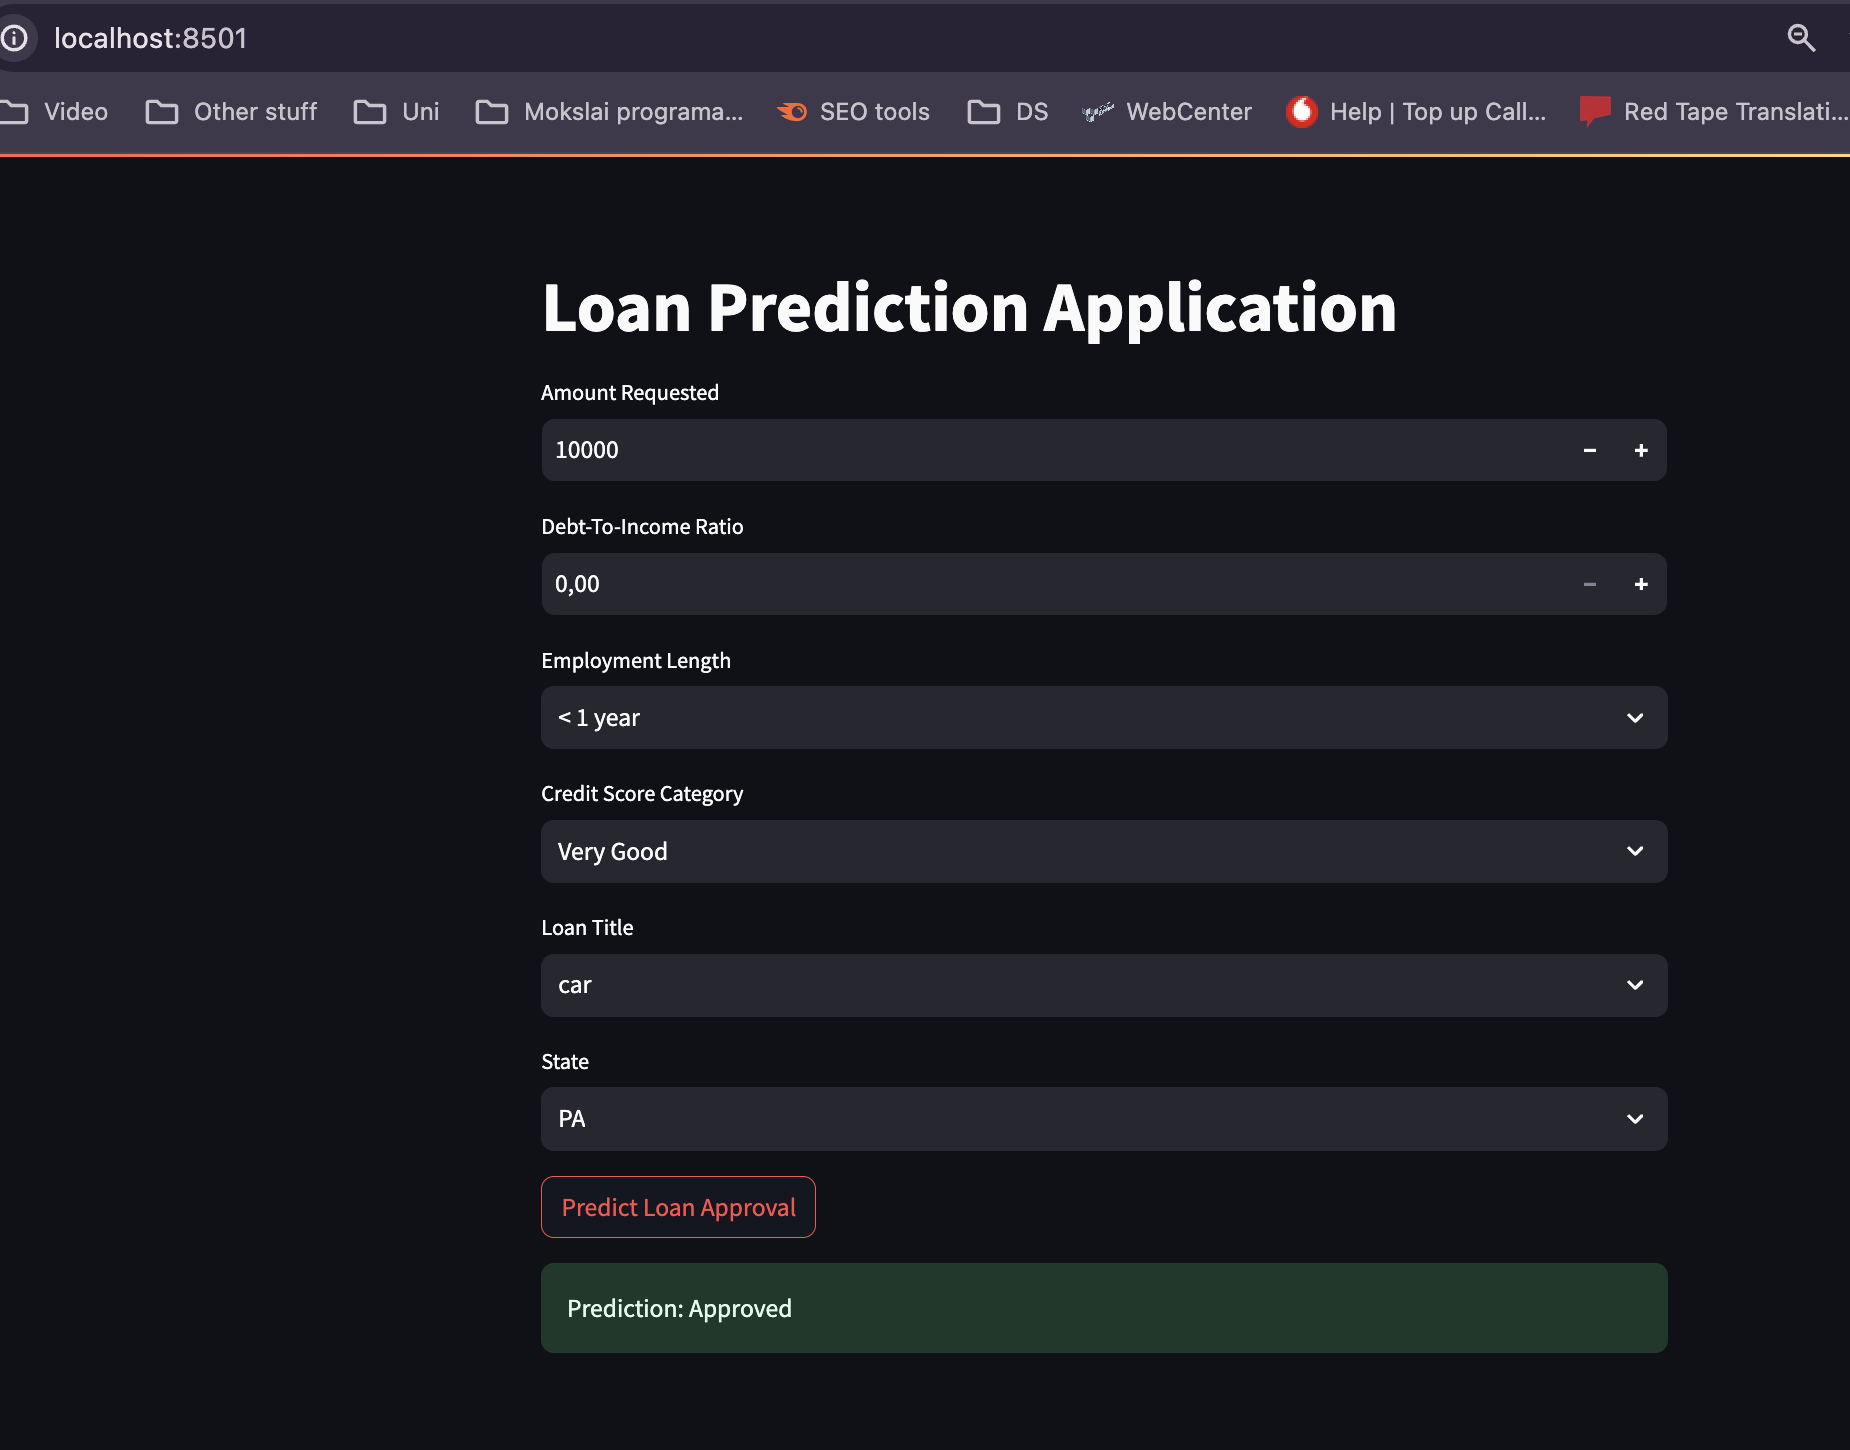 localhost:8501
Video Other stuff Uni Mokslai programa... SEO tools DS WebCenter Help | Top up Call... Red Tape Translati...
Loan Prediction Application
Amount Requested
10000
Debt-To-Income Ratio
0,00
Employment Length
< 1 year
Credit Score Category
Very Good
Loan Title
car
State
PA
Predict Loan Approval
Prediction: Approved